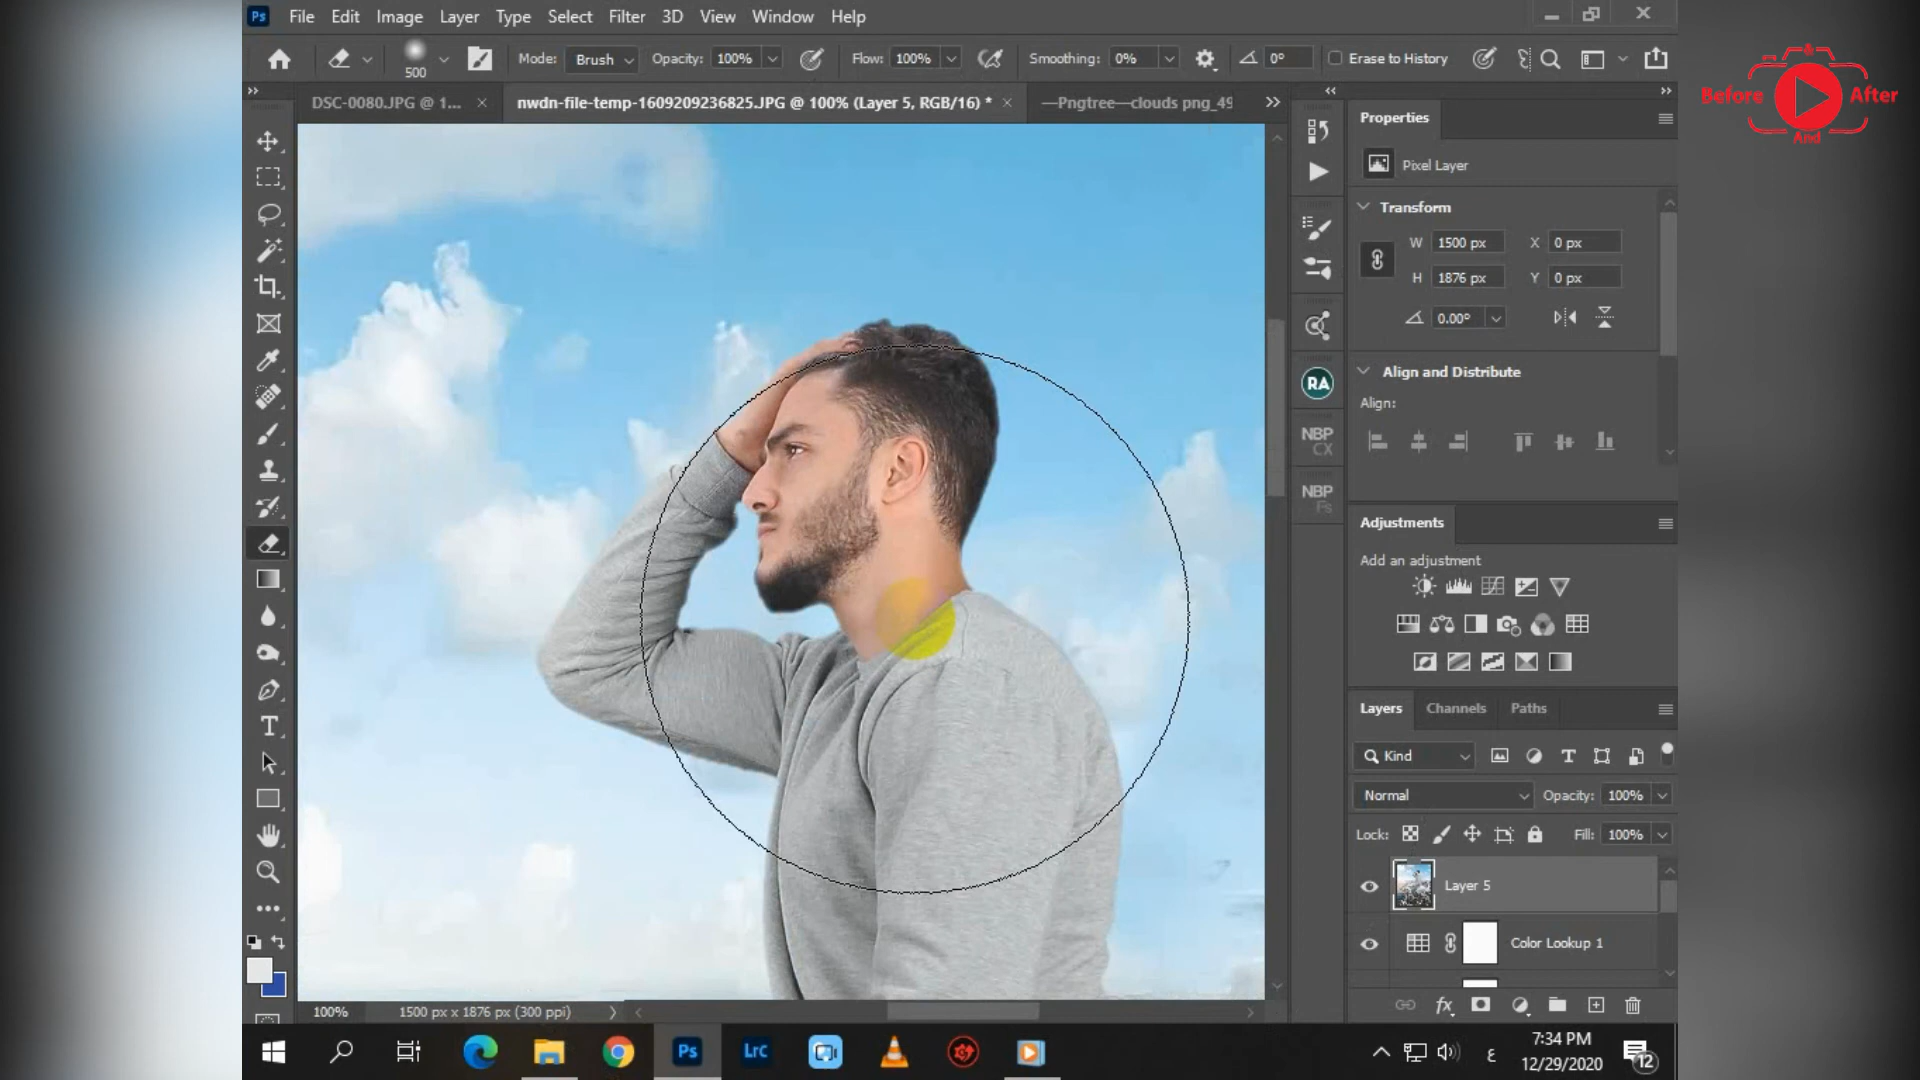 Ps File Edit Image Layer Type Select Filter 3D View Window Help
500 Mode: Brush Opacity: 100% Flow: 100% Smoothing: 0% 0° Erase to History
DSC-0080.JPG @ 1... × nwdn-file-temp-1609209236825.JPG @ 100% (Layer 5, RGB/16) * × —Pngtree—clouds png_49
Before And After
Properties
Pixel Layer
Transform
W 1500 px X 0 px
H 1876 px Y 0 px
0.00°
RA
Align and Distribute
Align:
NBP
CX
NBP
Fs
Adjustments
Add an adjustment
T
Layers Channels Paths
Kind T
Normal Opacity: 100%
Lock: Fill: 100%
Layer 5
Color Lookup 1
fx
100% 1500 px x 1876 px (300 ppi)
Ps LrC ع 7:34 PM
12/29/2020 12